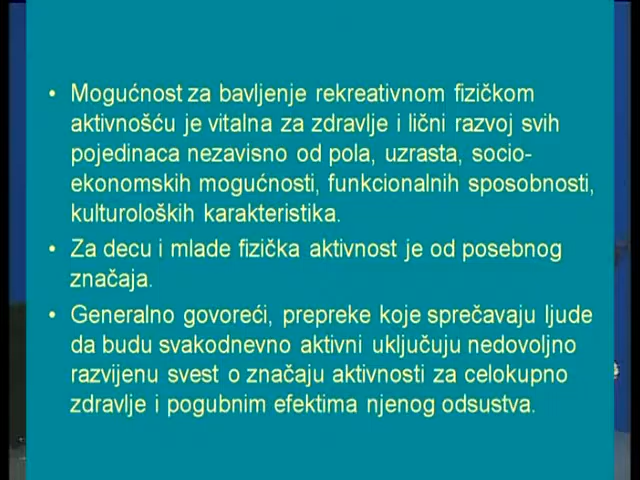 • Mogućnost za bavljenje rekreativnom fizičkom
aktivnošću je vitalna za zdravlje i lični razvoj svih
pojedinaca nezavisno od pola, uzrasta, socio-
ekonomskih mogućnosti, funkcionalnih sposobnosti,
kulturoloških karakteristika.
• Za decu i mlade fizička aktivnost je od posebnog
značaja.
• Generalno govoreći, prepreke koje sprečavaju ljude
da budu svakodnevno aktivni uključuju nedovoljno
razvijenu svest o značaju aktivnosti za celokupno
zdravlje i pogubnim efektima njenog odsustva.